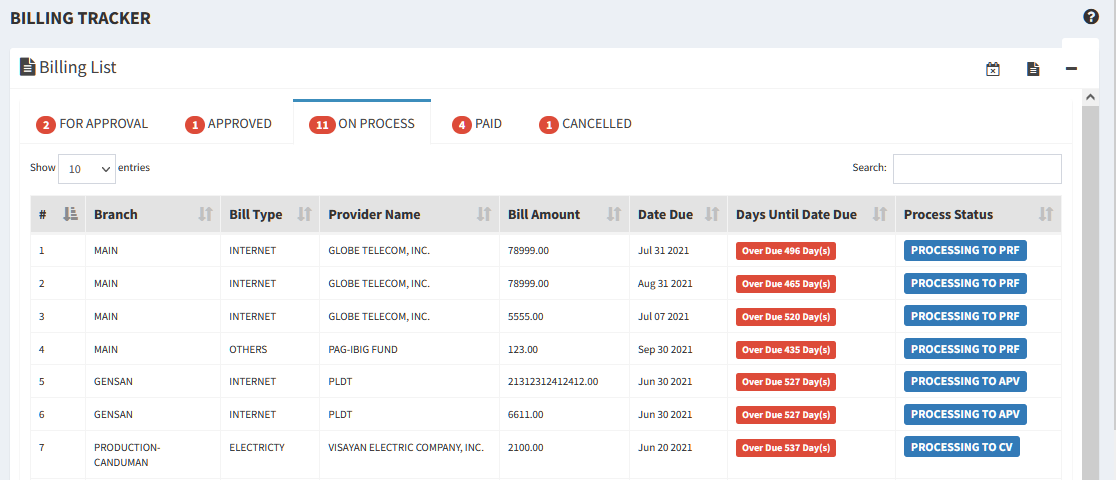 BILLING TRACKER
Billing List
2 FOR APPROVAL 1 APPROVED 11 ON PROCESS 4 PAID 1 CANCELLED
Show 10 entries Search:
# Branch Bill Type Provider Name Bill Amount Date Due Days Until Date Due Process Status
1 MAIN INTERNET GLOBE TELECOM, INC. 78999.00 Jul 31 2021 Over Due 496 Day(s) PROCESSING TO PRF
2 MAIN INTERNET GLOBE TELECOM, INC. 78999.00 Aug 31 2021 Over Due 465 Day(s) PROCESSING TO PRF
3 MAIN INTERNET GLOBE TELECOM, INC. 5555.00 Jul 07 2021 Over Due 520 Day(s) PROCESSING TO PRF
4 MAIN OTHERS PAG-IBIG FUND 123.00 Sep 30 2021 Over Due 435 Day(s) PROCESSING TO PRF
5 GENSAN INTERNET PLDT 21312312412412.00 Jun 30 2021 Over Due 527 Day(s) PROCESSING TO APV
6 GENSAN INTERNET PLDT 6611.00 Jun 30 2021 Over Due 527 Day(s) PROCESSING TO APV
7 PRODUCTION- ELECTRICTY VISAYAN ELECTRIC COMPANY, INC. 2100.00 Jun 20 2021 Over Due 537 Day(s) PROCESSING TO CV
CANDUMAN